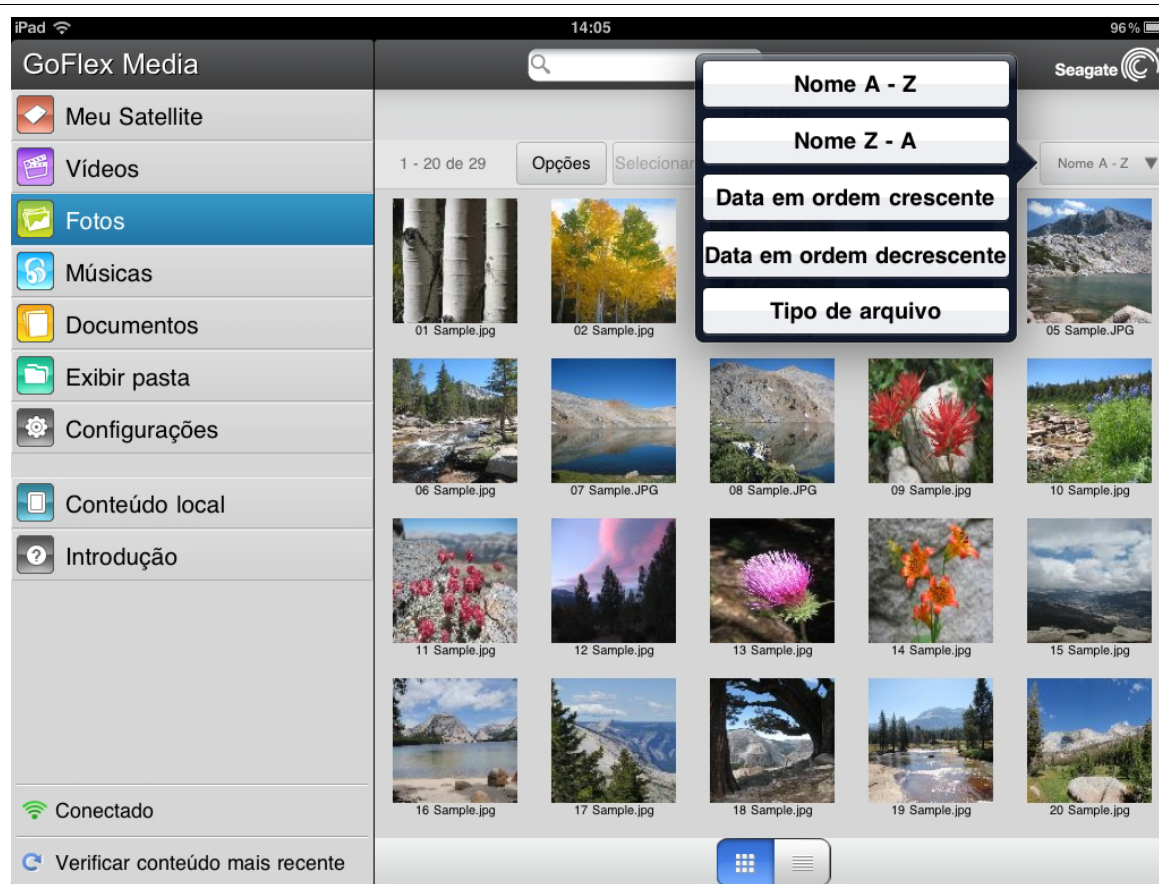 iPad 14:05 96%
GoFlex Media
Seagate
Meu Satellite
Vídeos
Fotos
Músicas
Documentos
Exibir pasta
Configurações
Conteúdo local
Introdução
Conectado
Verificar conteúdo mais recente
Nome A - Z
Nome Z - A
Data em ordem crescente
Data em ordem decrescente
Tipo de arquivo
1 - 20 de 29 Opções Selecionar Nome A - Z
01 Sample.jpg 02 Sample.jpg 05 Sample.JPG
06 Sample.jpg 07 Sample.JPG 08 Sample.JPG 09 Sample.jpg 10 Sample.jpg
11 Sample.jpg 12 Sample.jpg 13 Sample.jpg 14 Sample.jpg 15 Sample.jpg
16 Sample.jpg 17 Sample.jpg 18 Sample.jpg 19 Sample.jpg 20 Sample.jpg